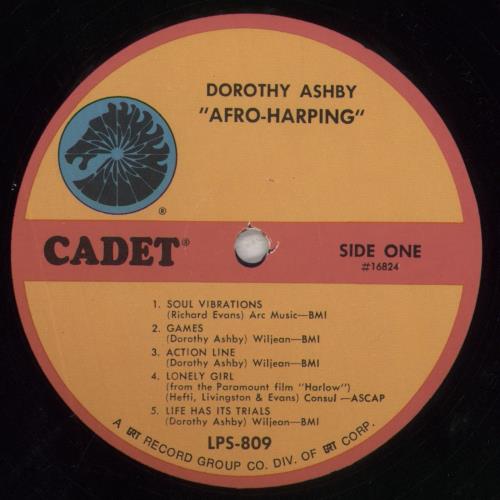 DOROTHY ASHBY
"AFRO-HARPING"
®
CADET®
SIDE ONE
#16824
1. SOUL VIBRATIONS
(Richard Evans) Arc Music—BMI
2. GAMES
(Dorothy Ashby) Wiljean—BMI
3. ACTION LINE
(Dorothy Ashby) Wiljean—BMI
4. LONELY GIRL
(from the Paramount film "Harlow")
(Hefti, Livingston & Evans) Consul —ASCAP
5. LIFE HAS ITS TRIALS
(Dorothy Ashby) Wiljean—BMI
LPS-809
A GRT RECORD GROUP CO. DIV. OF GRT CORP.